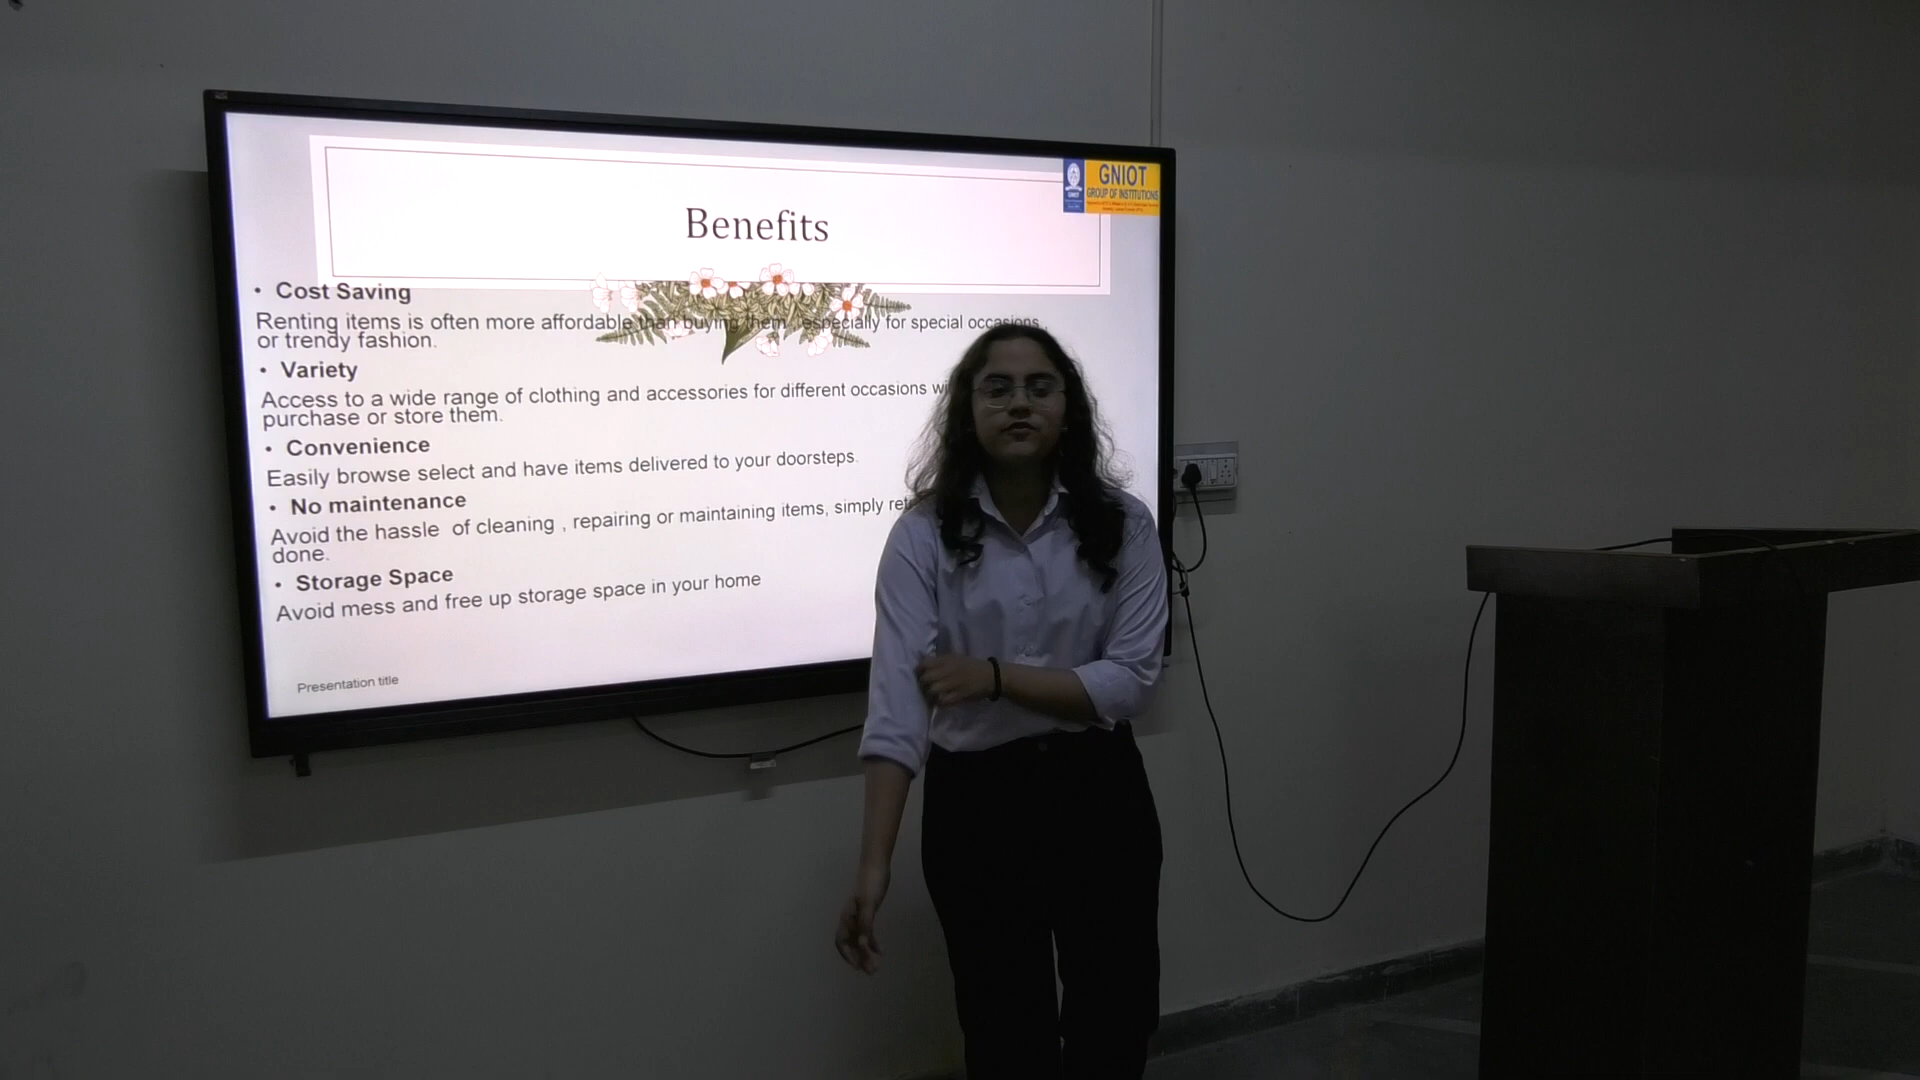 GNIOT
GROUP OF INSTITUTIONS
GNIOT
Benefits
• Cost Saving
Renting items is often more affordable than buying them , especially for special occasions ,
or trendy fashion.
• Variety
Access to a wide range of clothing and accessories for different occasions
purchase or store them.
• Convenience
Easily browse select and have items delivered to your doorsteps.
• No maintenance
Avoid the hassle of cleaning , repairing or maintaining items, simply
done.
• Storage Space
Avoid mess and free up storage space in your home
Presentation title